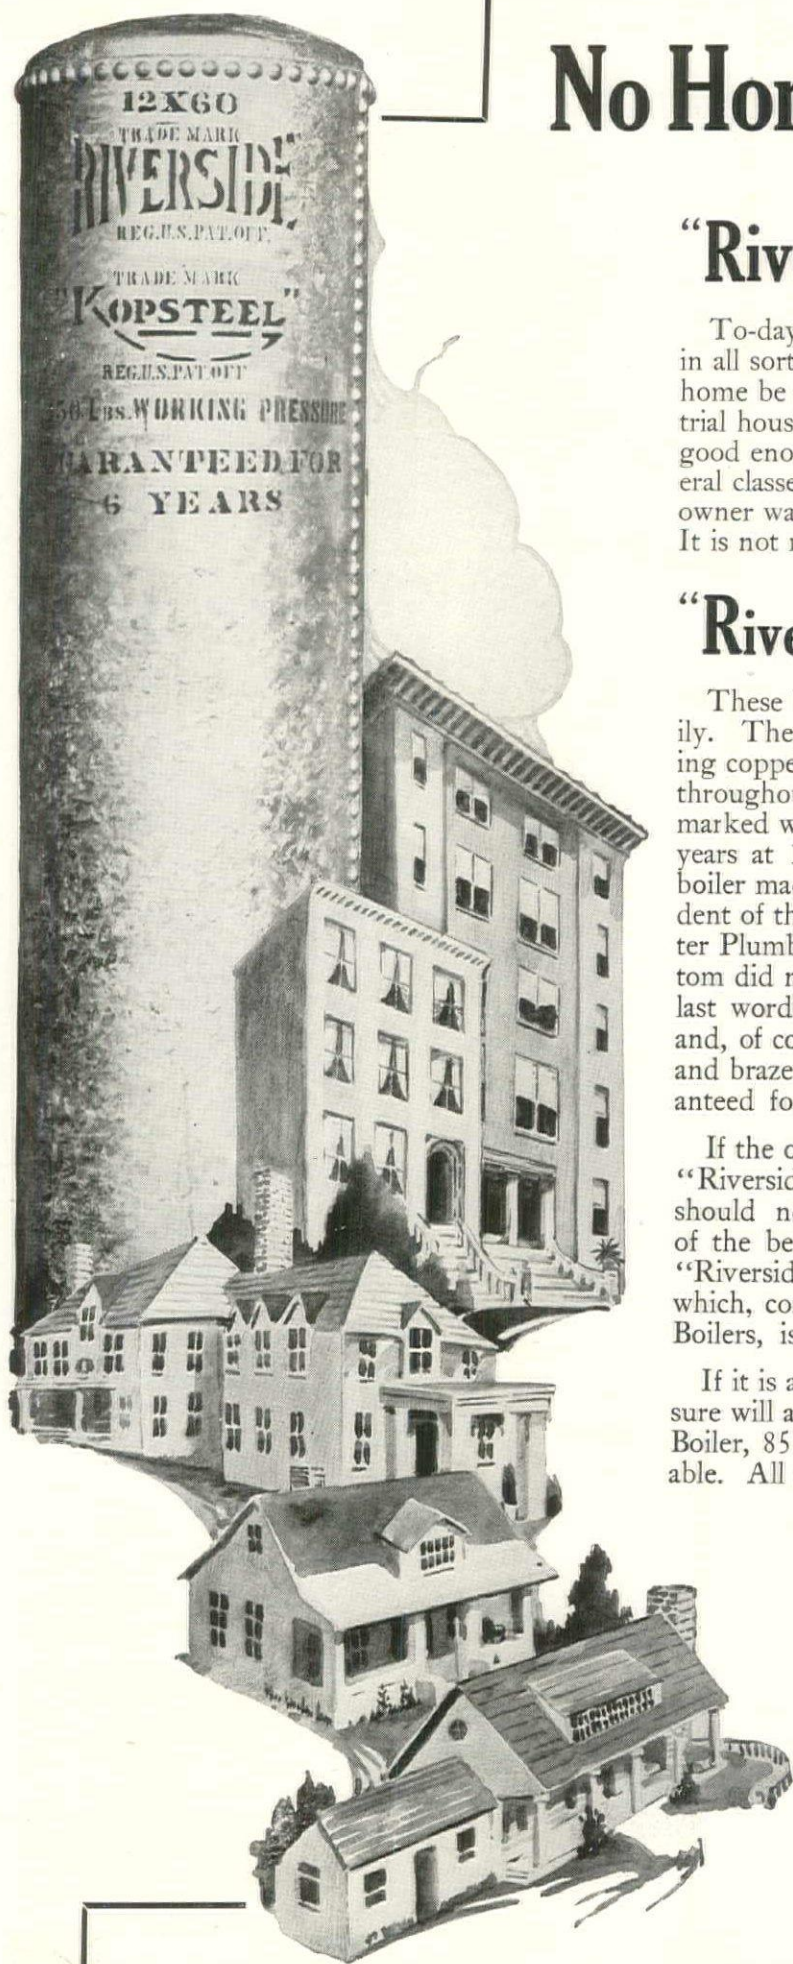 12X60
TRADE MARK
RIVERSIDE
REG.U.S.PAT.OFF.
TRADE MARK
"KOPSTEEL"
REG.U.S.PAT.OFF
LBS. WORKING PRESSURE
GUARANTEED FOR
6 YEARS
No Hom
"Riv
To-day
in all sort
home be
trial hous
good eno
eral classe
owner wa
It is not n
"Rive
These
ily. The
ing coppe
throughou
marked w
years at
boiler mad
dent of th
ter Plumb
tom did n
last word
and, of co
and braze
anteed fo
If the o
"Riversid
should n
of the be
"Riversid
which, co
Boilers, is
If it is a
sure will a
Boiler, 85
able. All